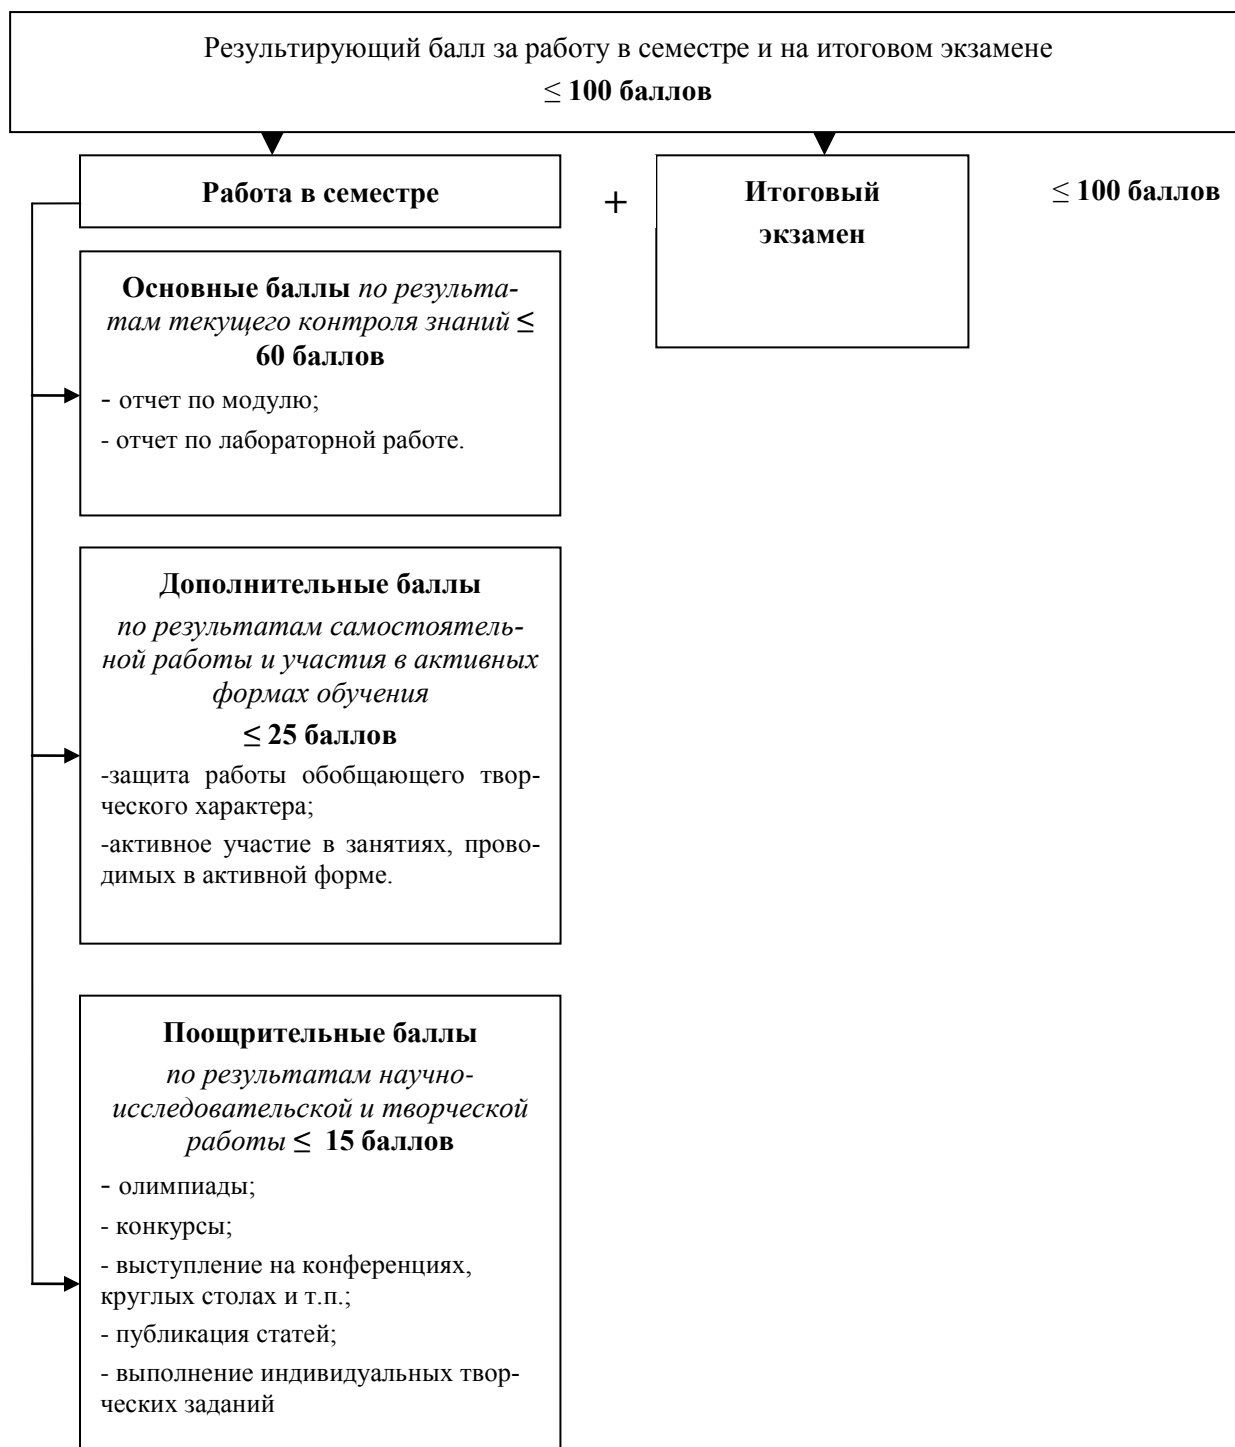 Результирующий балл за работу в семестре и на итоговом экзамене
≤ 100 баллов
Работа в семестре
+
Итоговый
экзамен
≤ 100 баллов
Основные баллы по результа-
там текущего контроля знаний ≤
60 баллов
- отчет по модулю;
- отчет по лабораторной работе.
Дополнительные баллы
по результатам самостоятель-
ной работы и участия в активных
формах обучения
≤ 25 баллов
-защита работы обобщающего твор-
ческого характера;
-активное участие в занятиях, прово-
димых в активной форме.
Поощрительные баллы
по результатам научно-
исследовательской и творческой
работы ≤ 15 баллов
- олимпиады;
- конкурсы;
- выступление на конференциях,
круглых столах и т.п.;
- публикация статей;
- выполнение индивидуальных твор-
ческих заданий